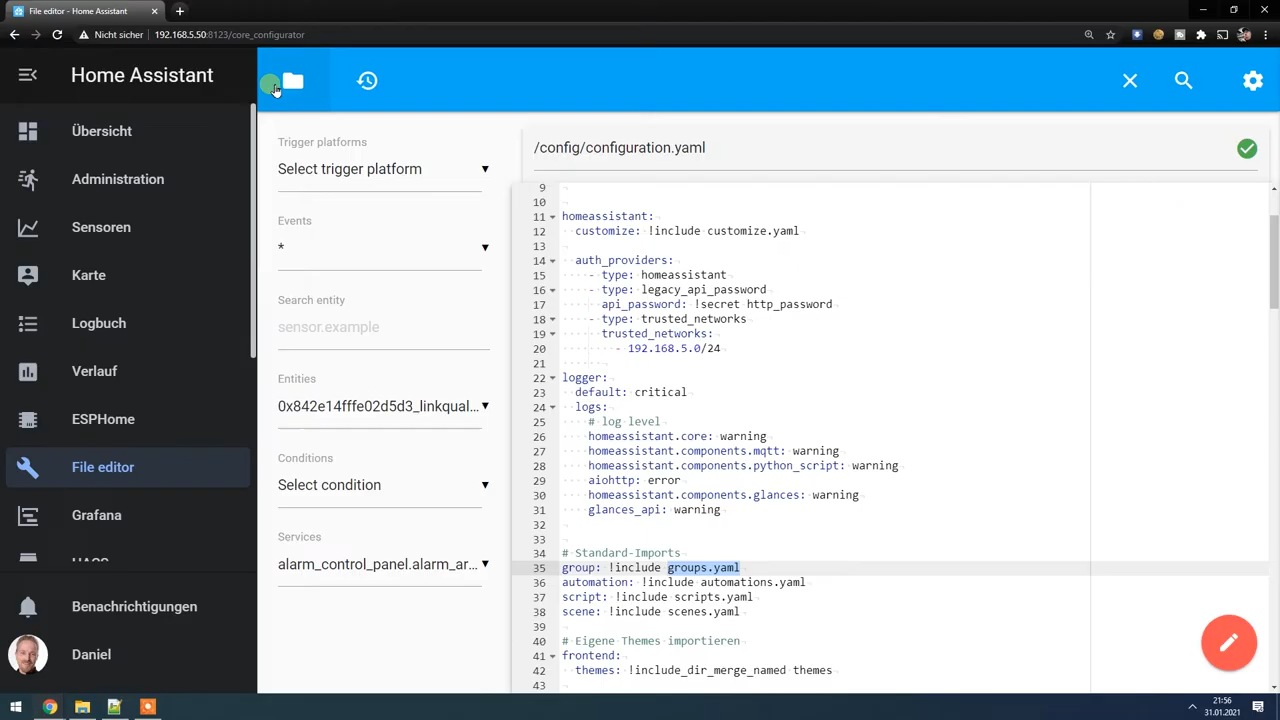 File editor - Home Assistant
Nicht sicher
192.168.5.50:8123/core_configurator
Home Assistant
Übersicht
Administration
Sensoren
Karte
Logbuch
Verlauf
ESPHome
File editor
Grafana
Benachrichtigungen
Daniel
Trigger platforms
Select trigger platform
Events
*
Search entity
sensor.example
Entities
0x842e14fffe02d5d3_linkqual...
Conditions
Select condition
Services
alarm_control_panel.alarm_ar...
/config/configuration.yaml
9
10
11 homeassistant:
12 customize: !include customize.yaml
13
14 auth_providers:
15 - type: homeassistant
16 - type: legacy_api_password
17 api_password: !secret http_password
18 - type: trusted_networks
19 trusted_networks:
20 - 192.168.5.0/24
21
22 logger:
23 default: critical
24 logs:
25 # log level
26 homeassistant.core: warning
27 homeassistant.components.mqtt: warning
28 homeassistant.components.python_script: warning
29 aiohttp: error
30 homeassistant.components.glances: warning
31 glances_api: warning
32
33
34 # Standard-Imports
35 group: !include groups.yaml
36 automation: !include automations.yaml
37 script: !include scripts.yaml
38 scene: !include scenes.yaml
39
40 # Eigene Themes importieren
41 frontend:
42 themes: !include_dir_merge_named themes
43
21:56
31.01.2021